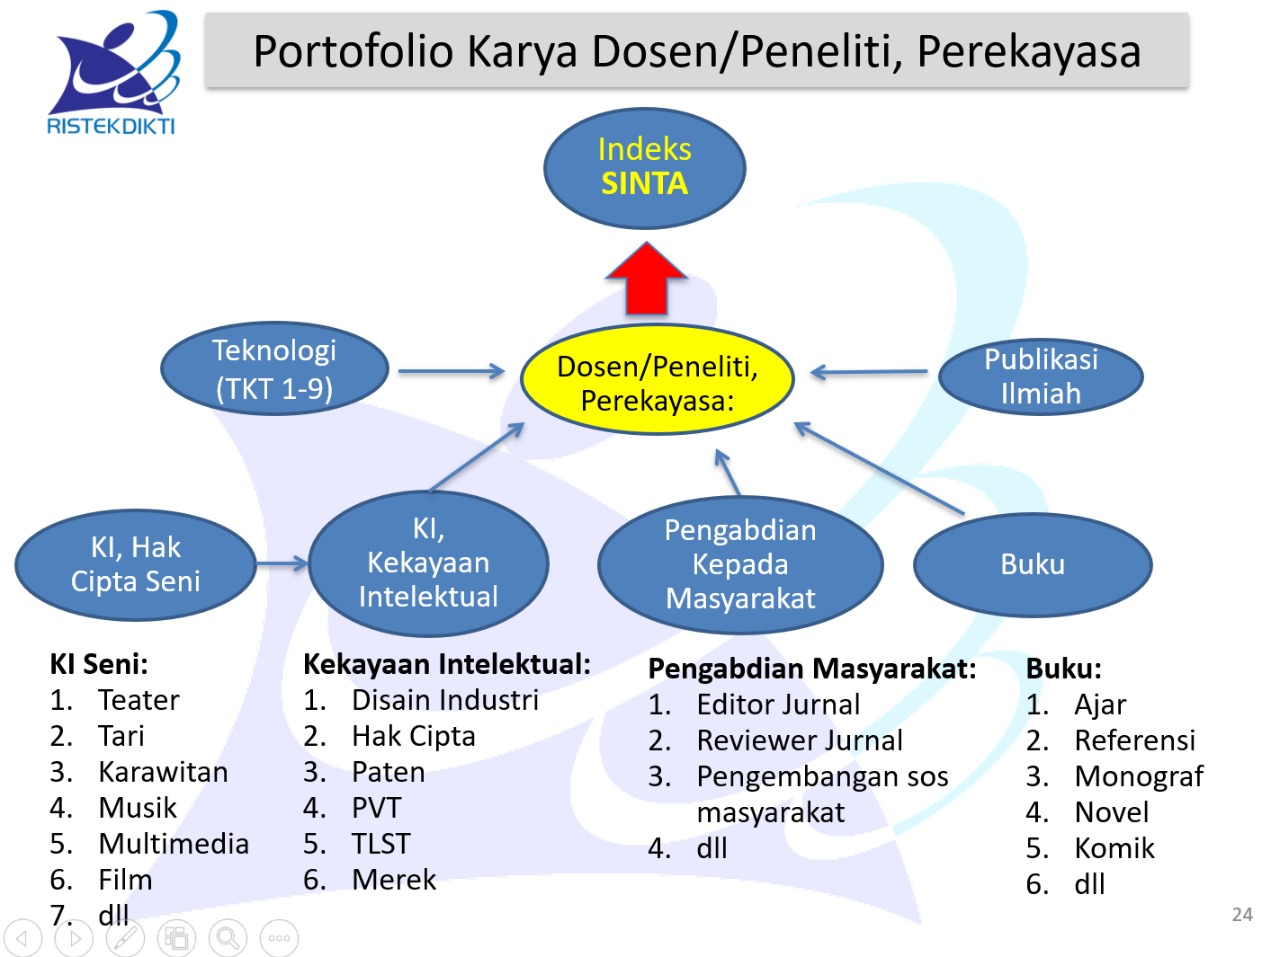 RISTEKDIKTI
Portofolio Karya Dosen/Peneliti, Perekayasa
Indeks
SINTA
Teknologi
(TKT 1-9)
Dosen/Peneliti,
Perekayasa:
Publikasi
Ilmiah
KI, Hak
Cipta Seni
KI,
Kekayaan
Intelektual
Pengabdian
Kepada
Masyarakat
Buku
KI Seni:
1. Teater
2. Tari
3. Karawitan
4. Musik
5. Multimedia
6. Film
7. dll
Kekayaan Intelektual:
1. Disain Industri
2. Hak Cipta
3. Paten
4. PVT
5. TLST
6. Merek
Pengabdian Masyarakat:
1. Editor Jurnal
2. Reviewer Jurnal
3. Pengembangan sos
masyarakat
4. dll
Buku:
1. Ajar
2. Referensi
3. Monograf
4. Novel
5. Komik
6. dll
24